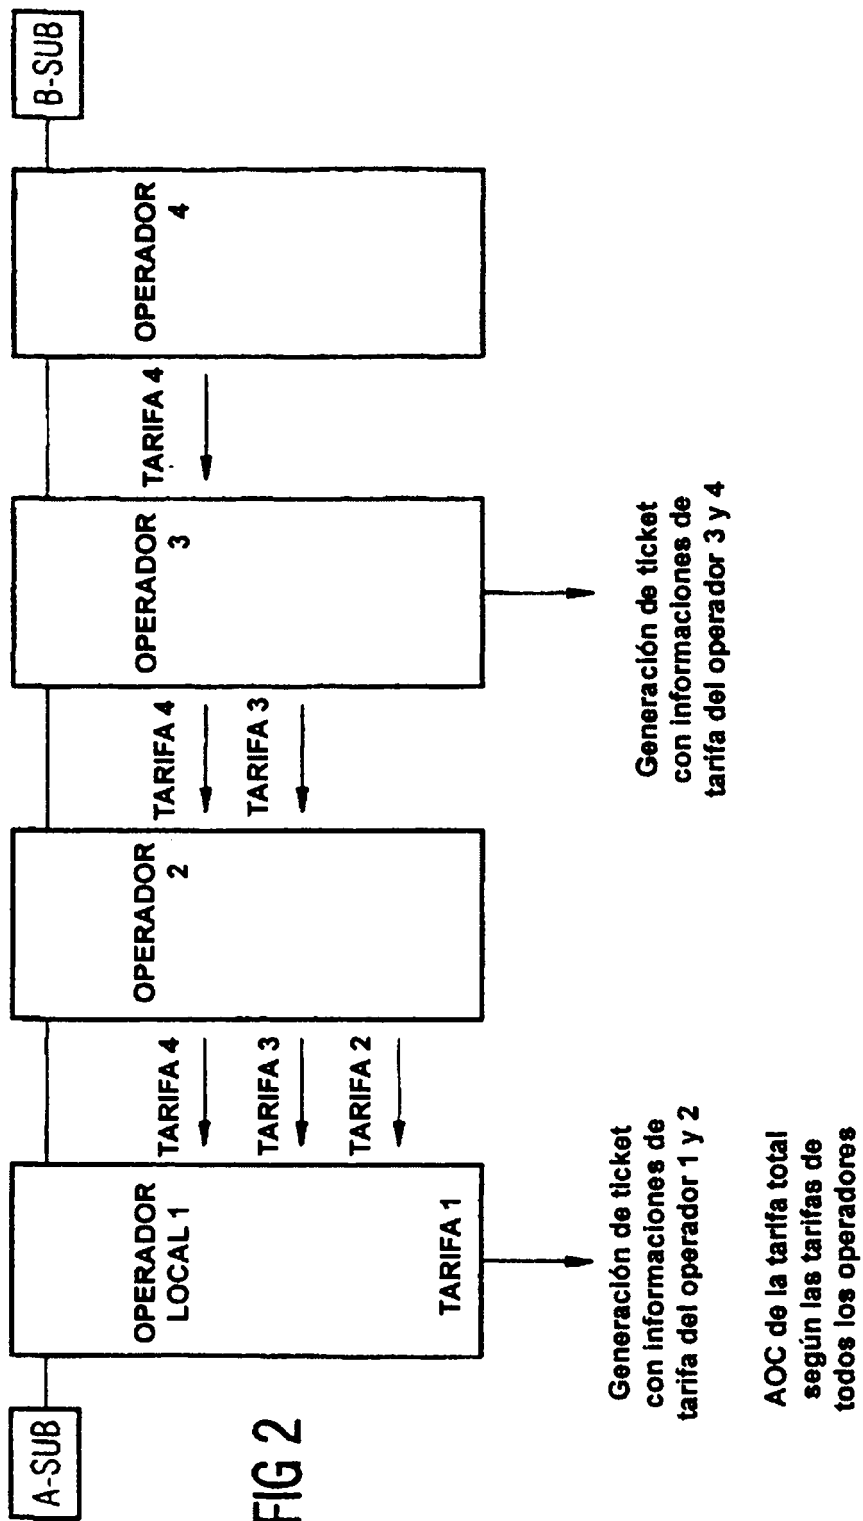 A-SUB
OPERADOR
LOCAL 1
TARIFA 1
TARIFA 4
TARIFA 3
TARIFA 2
OPERADOR
2
TARIFA 4
TARIFA 3
OPERADOR
3
TARIFA 4
OPERADOR
4
B-SUB
Generación de ticket
con informaciones de
tarifa del operador 1 y 2
AOC de la tarifa total
según las tarifas de
todos los operadores
Generación de ticket
con informaciones de
tarifa del operador 3 y 4
FIG 2